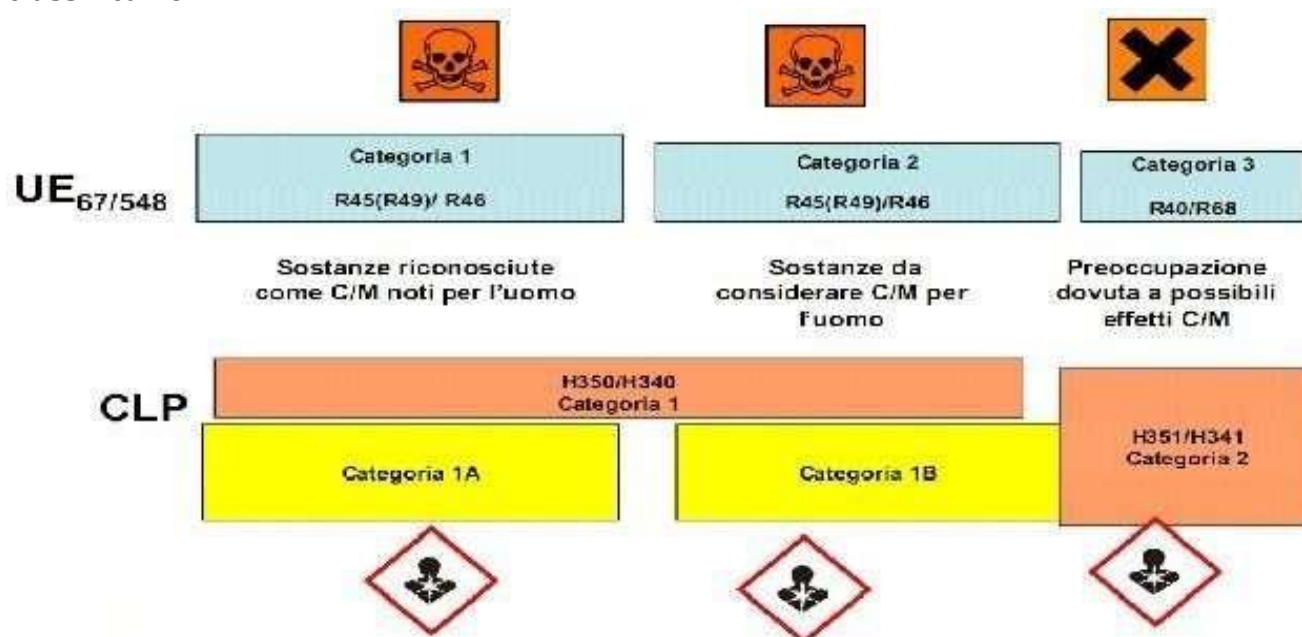 Categoria 1
R45(R49)/ R46
Categoria 2
R45(R49)/R46
Categoria 3
R40/R68
UE67/548
Sostanze riconosciute
come C/M noti per l'uomo
Sostanze da
considerare C/M per
l'uomo
Preoccupazione
dovuta a possibili
effetti C/M
CLP
H350/H340
Categoria 1
Categoria 1A
Categoria 1B
H351/H341
Categoria 2